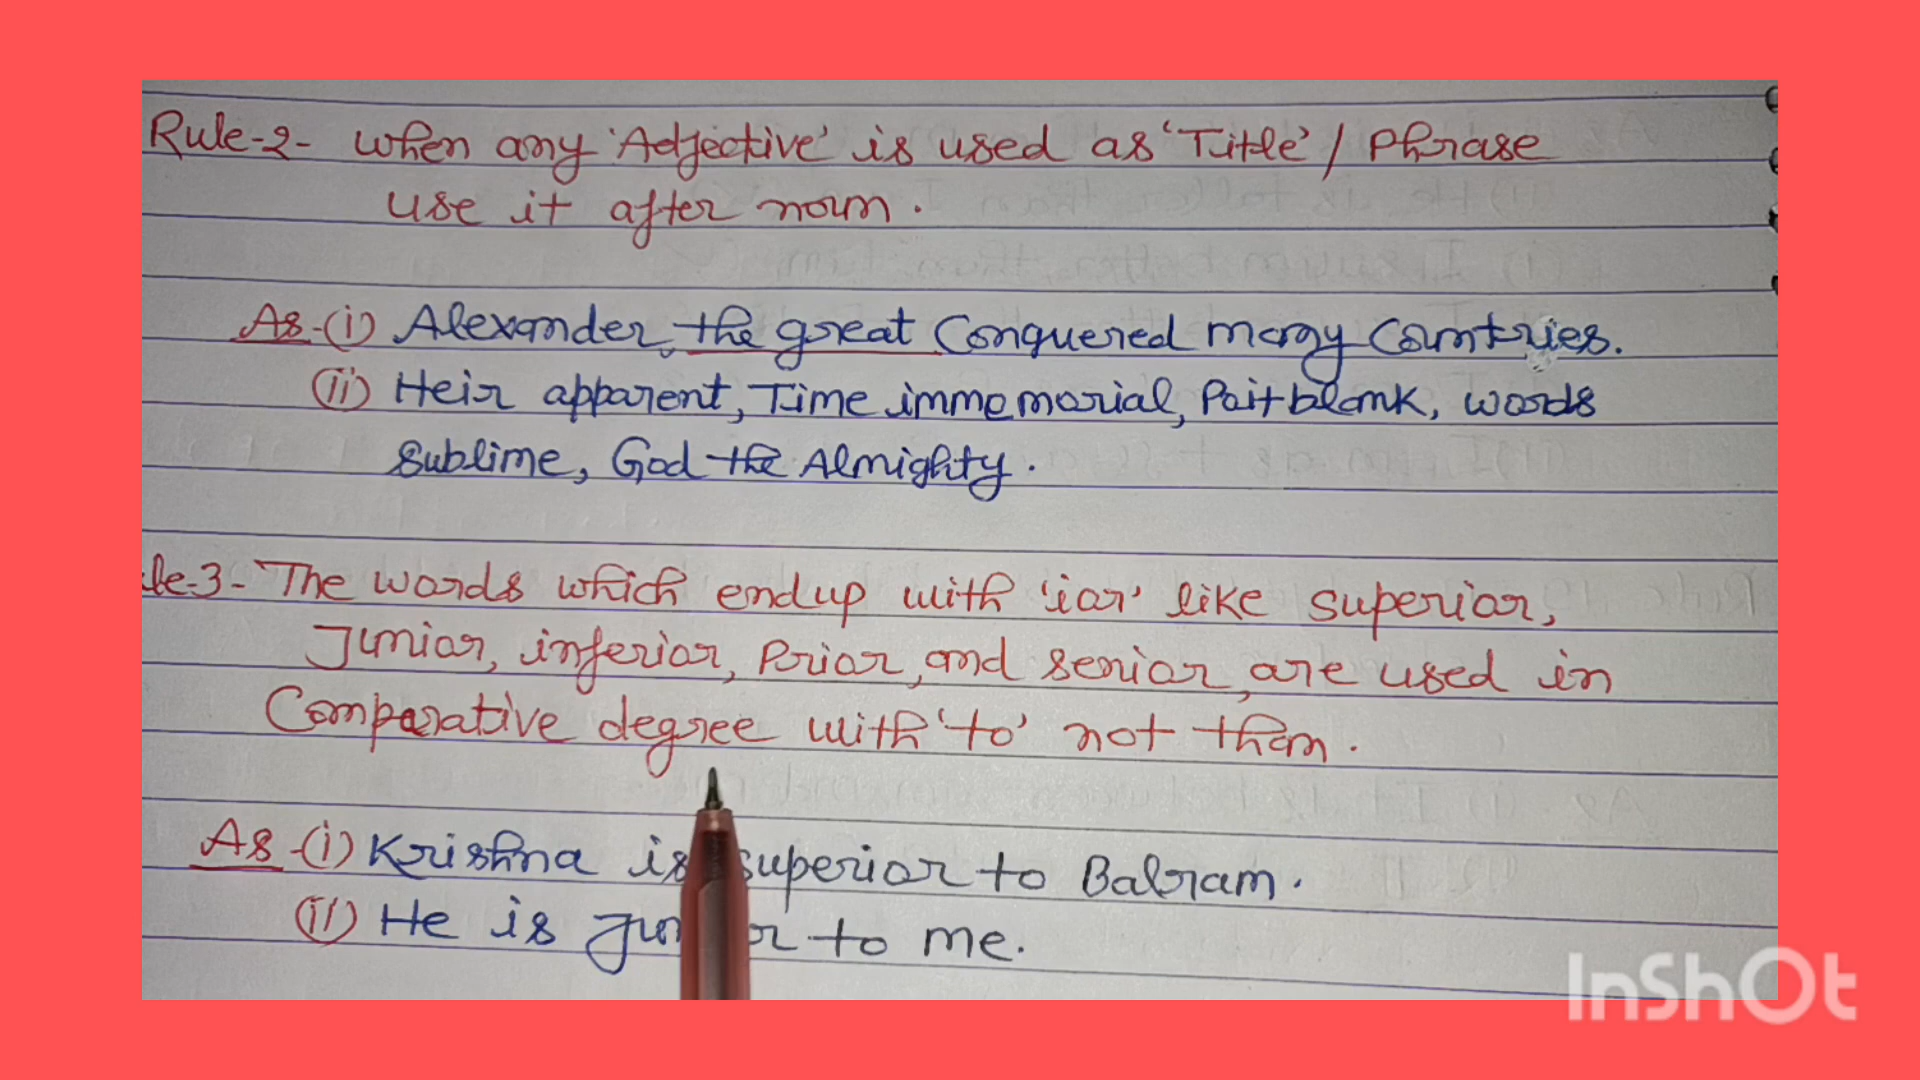 Rule-2- when any 'Adjective' is used as 'Title' / Phrase
use it after noun.
As-(i) Alexander, the great Conquered many Countries.
(ii) Heir apparent, Time immemorial, Paitblank, words
Sublime, God the Almighty.
le-3- The words which endup with 'ior' like superior,
Junior, inferior, Prior, and senior, are used in
Comparative degree with 'to' not than.
As-(i) Krishna is superior to Balram.
(ii) He is to me.
InShOt